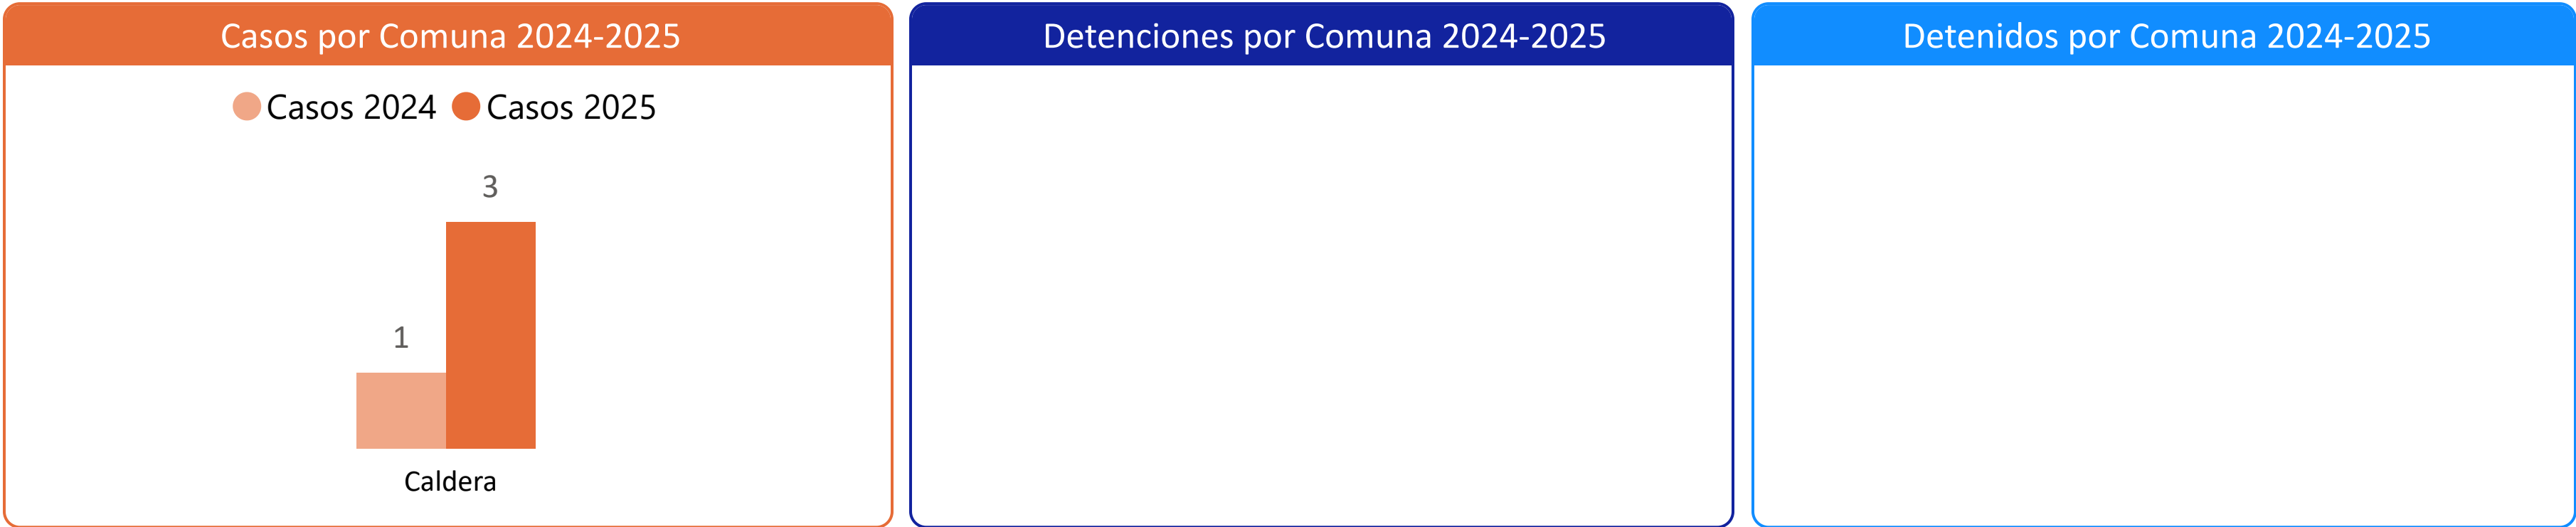 Casos por Comuna 2024-2025
Casos 2024 Casos 2025
3
1
Caldera
Detenciones por Comuna 2024-2025
Detenidos por Comuna 2024-2025